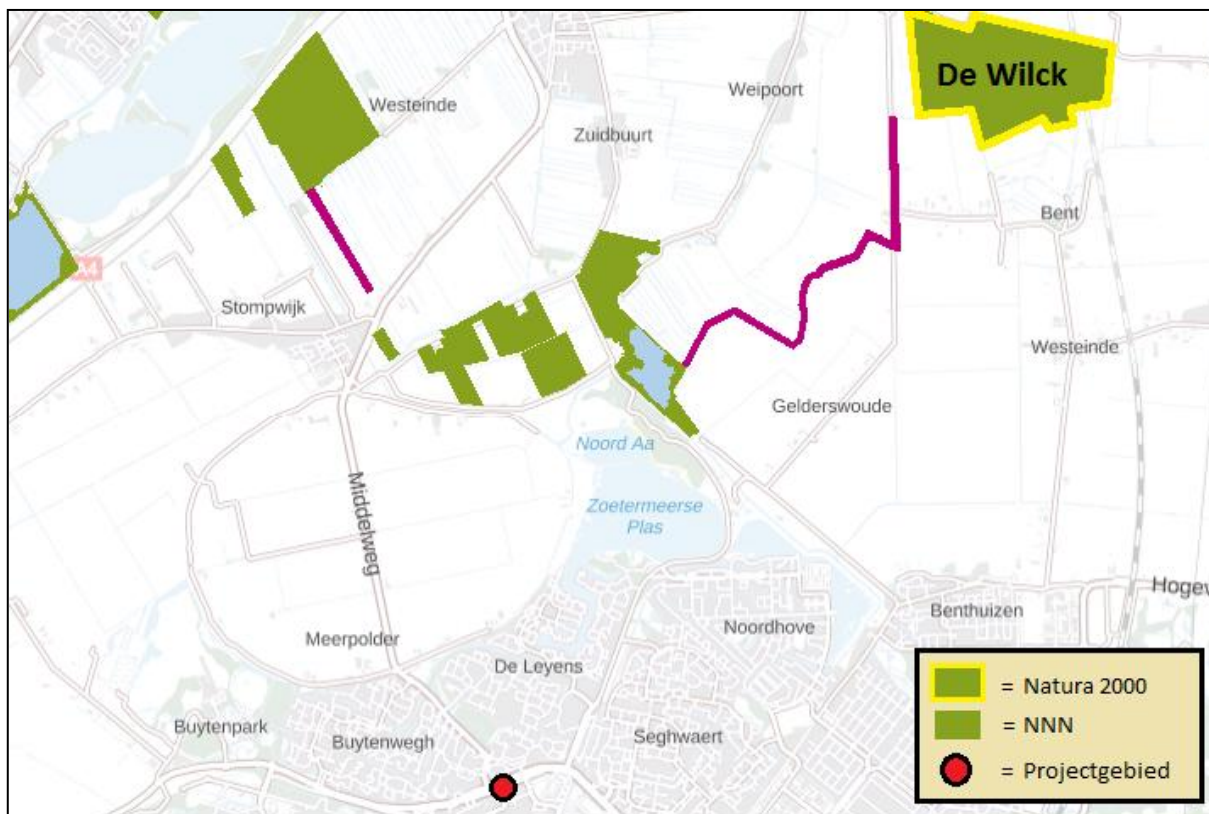 De Wilck
Westeinde
Weipoort
Zuidbuurt
Bent
A4
Stompwijk
Westeinde
Gelderswoude
Noord Aa
Zoetermeerse
Plas
Middelweg
Hogev
Benthuizen
Noordhove
Meerpolder
De Leyens
Buytenpark
Buytenwegh
Seghwaert
= Natura 2000
= NNN
= Projectgebied